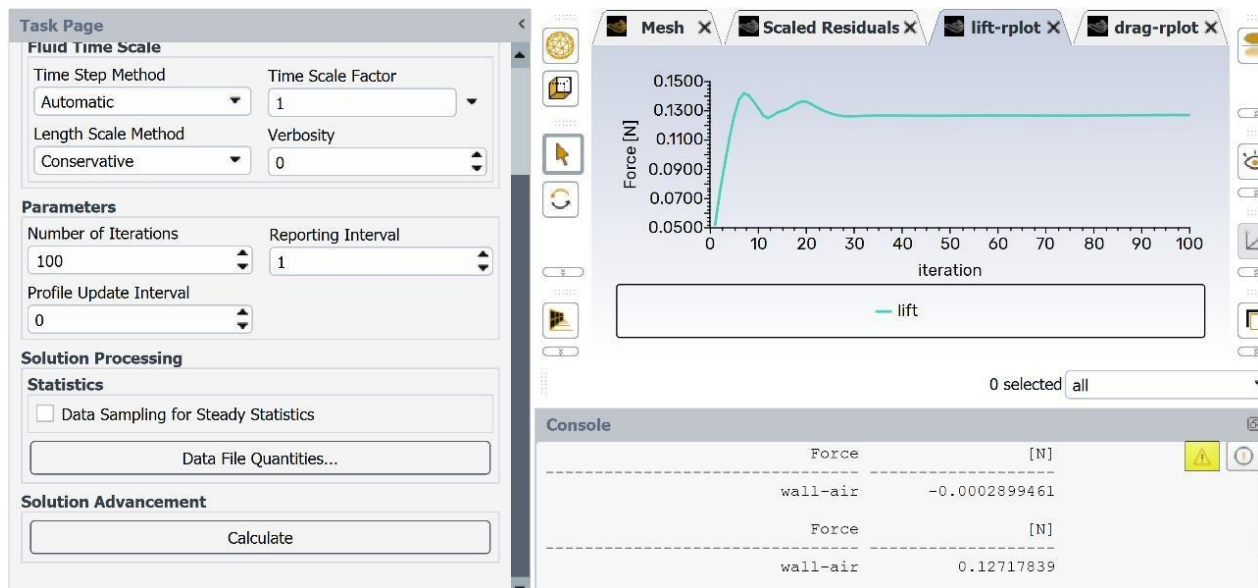 Task Page
Fluid Time Scale
Time Step Method
Time Scale Factor
Automatic
1
Length Scale Method
Verbosity
Conservative
0
Parameters
Number of Iterations
Reporting Interval
100
1
Profile Update Interval
0
Solution Processing
Statistics
Data Sampling for Steady Statistics
Data File Quantities...
Solution Advancement
Calculate
Mesh
Scaled Residuals
lift-rplot
drag-rplot
0.1500
0.1300
0.1100
0.0900
0.0700
0.0500
Force [N]
0 10 20 30 40 50 60 70 80 90 100
iteration
lift
0 selected all
Console
Force [N]
wall-air -0.0002899461
Force [N]
wall-air 0.12717839